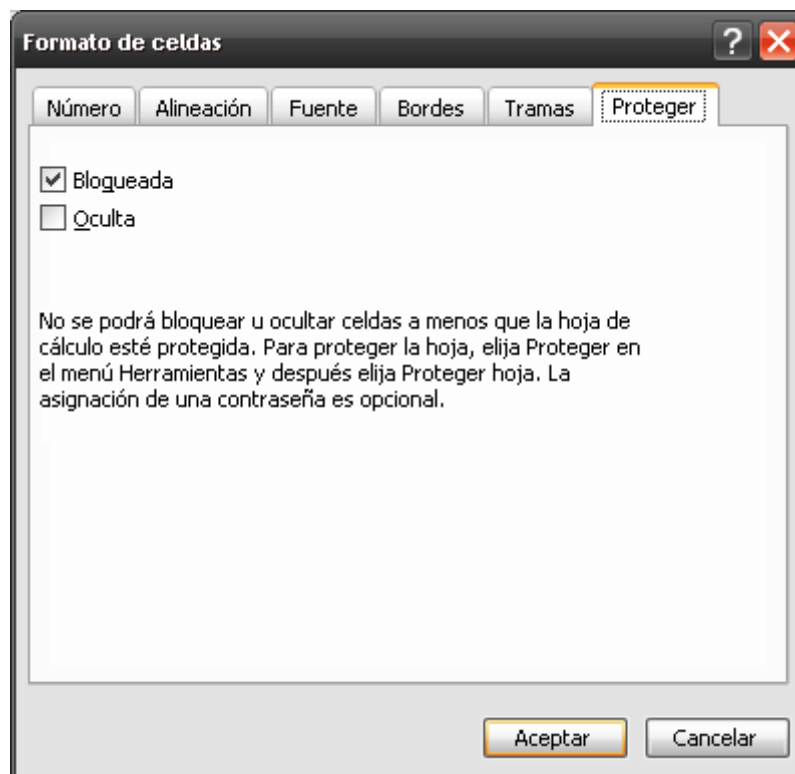 Formato de celdas ?
Número Alineación Fuente Bordes Tramas Proteger
Bloqueada
Oculta
No se podrá bloquear u ocultar celdas a menos que la hoja de
cálculo esté protegida. Para proteger la hoja, elija Proteger en
el menú Herramientas y después elija Proteger hoja. La
asignación de una contraseña es opcional.
Aceptar Cancelar